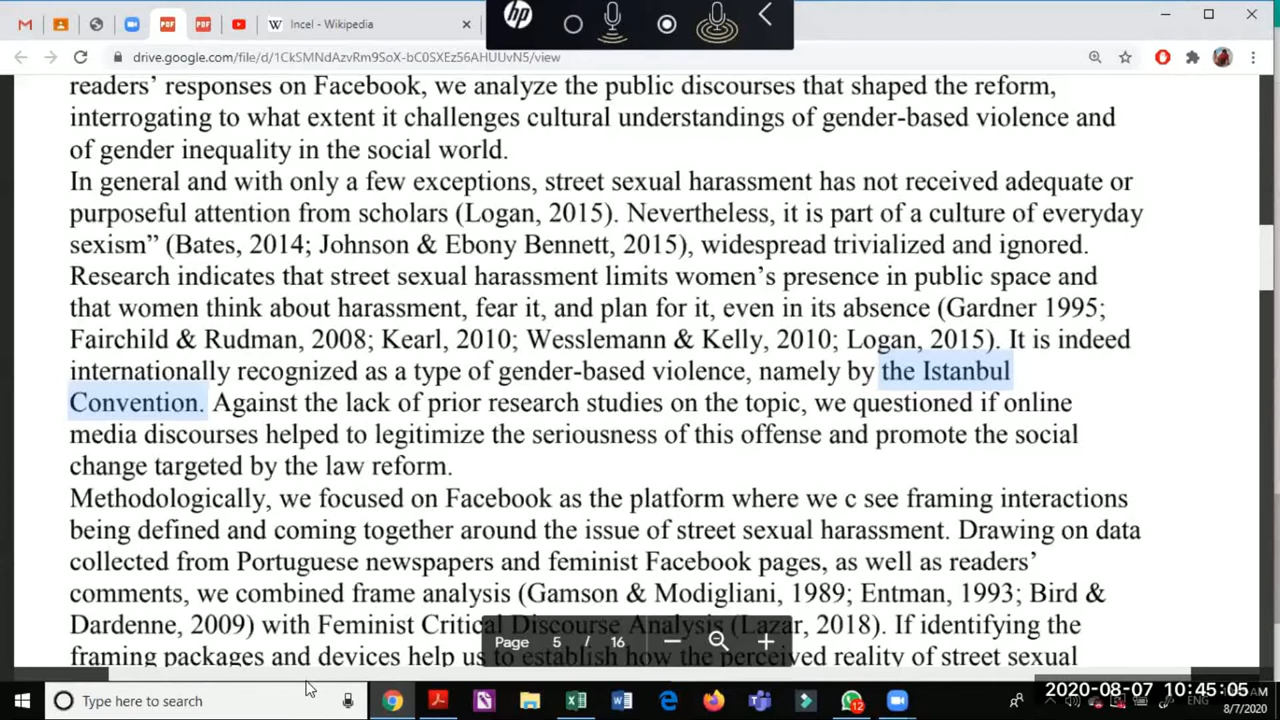 Incel - Wikipedia
hp
drive.google.com/file/d/1CkSMNdAzvRm9SoX-bC0SXEz56AHUUvN5/view
readers’ responses on Facebook, we analyze the public discourses that shaped the reform,
interrogating to what extent it challenges cultural understandings of gender-based violence and
of gender inequality in the social world.
In general and with only a few exceptions, street sexual harassment has not received adequate or
purposeful attention from scholars (Logan, 2015). Nevertheless, it is part of a culture of everyday
sexism” (Bates, 2014; Johnson & Ebony Bennett, 2015), widespread trivialized and ignored.
Research indicates that street sexual harassment limits women’s presence in public space and
that women think about harassment, fear it, and plan for it, even in its absence (Gardner 1995;
Fairchild & Rudman, 2008; Kearl, 2010; Wesslemann & Kelly, 2010; Logan, 2015). It is indeed
internationally recognized as a type of gender-based violence, namely by the Istanbul
Convention. Against the lack of prior research studies on the topic, we questioned if online
media discourses helped to legitimize the seriousness of this offense and promote the social
change targeted by the law reform.
Methodologically, we focused on Facebook as the platform where we c see framing interactions
being defined and coming together around the issue of street sexual harassment. Drawing on data
collected from Portuguese newspapers and feminist Facebook pages, as well as readers’
comments, we combined frame analysis (Gamson & Modigliani, 1989; Entman, 1993; Bird &
Dardenne, 2009) with Feminist Critical Discourse Analysis (Lazar, 2018). If identifying the
framing packages and devices help us to establish how the perceived reality of street sexual
Page 5 / 16
Type here to search
12
2020-08-07 10:45:05 AM
ENG
8/7/2020